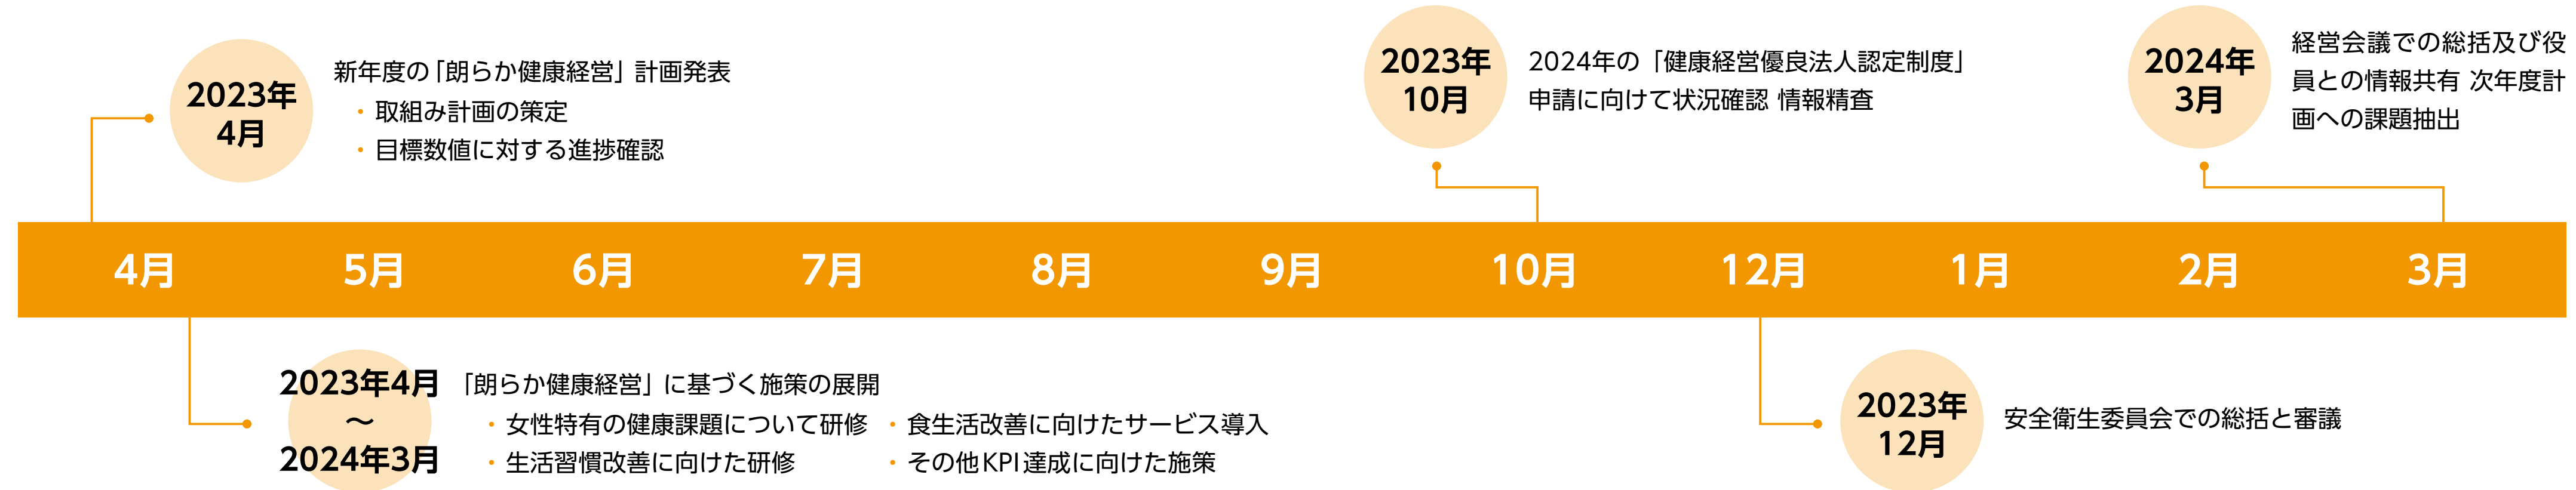 2023年
4月
新年度の「朗らか健康経営」計画発表
・取組み計画の策定
・目標数値に対する進捗確認
2023年
10月
2024年の「健康経営優良法人認定制度」
申請に向けて状況確認 情報精査
2024年
3月
経営会議での総括及び役
員との情報共有 次年度計
画への課題抽出
4月 5月 6月 7月 8月 9月 10月 12月 1月 2月 3月
2023年4月
〜
2024年3月
「朗らか健康経営」に基づく施策の展開
・女性特有の健康課題について研修 ・食生活改善に向けたサービス導入
・生活習慣改善に向けた研修 ・その他KPI達成に向けた施策
2023年
12月
安全衛生委員会での総括と審議